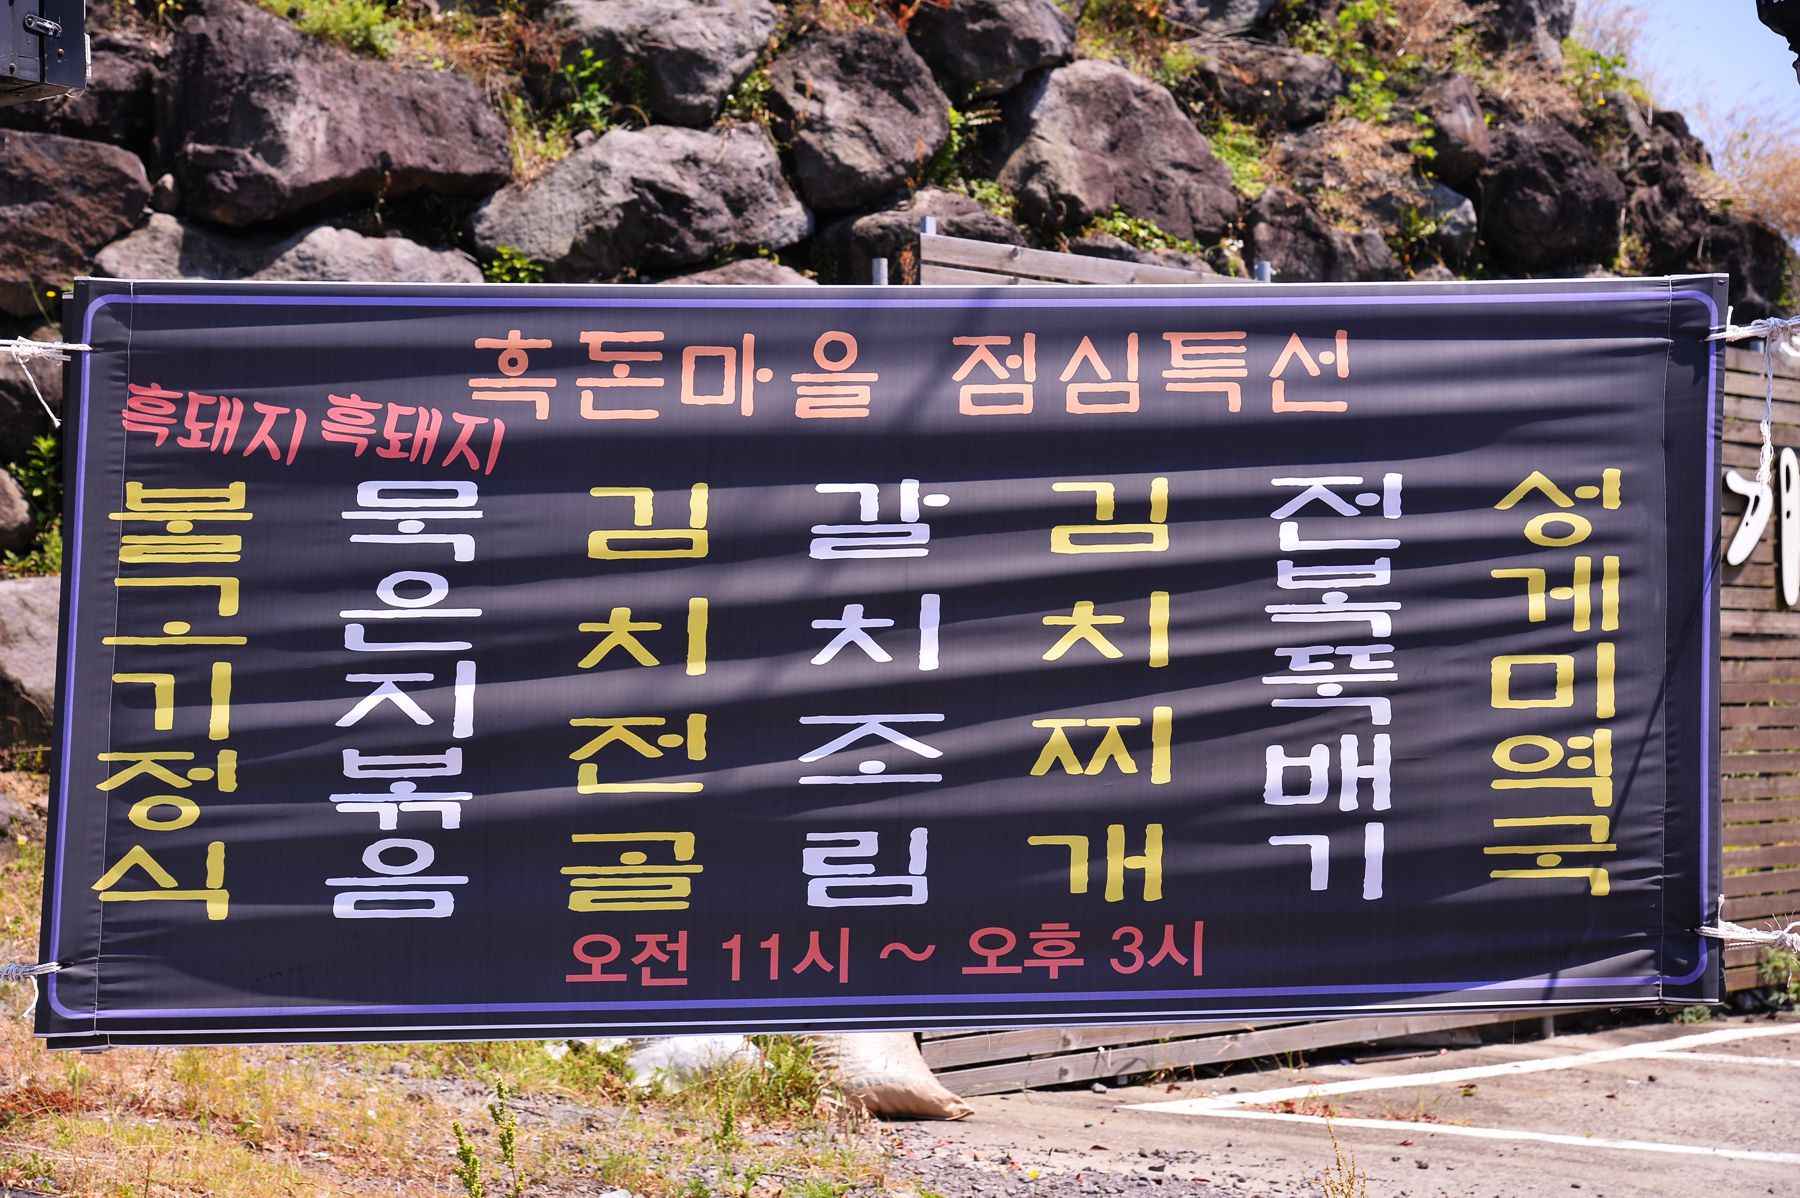 흑돈마을 점심특선
흑돼지 흑돼지
불고기정식
묵은지볶음
김치전골
갈치조림
김치찌개
전복뚝배기
성게미역국
오전 11시 ~ 오후 3시